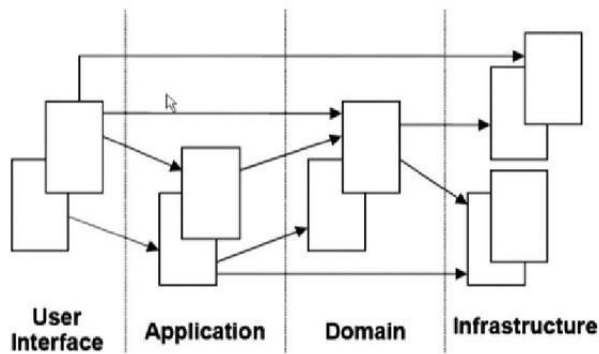 User
Interface
Application
Domain
Infrastructure